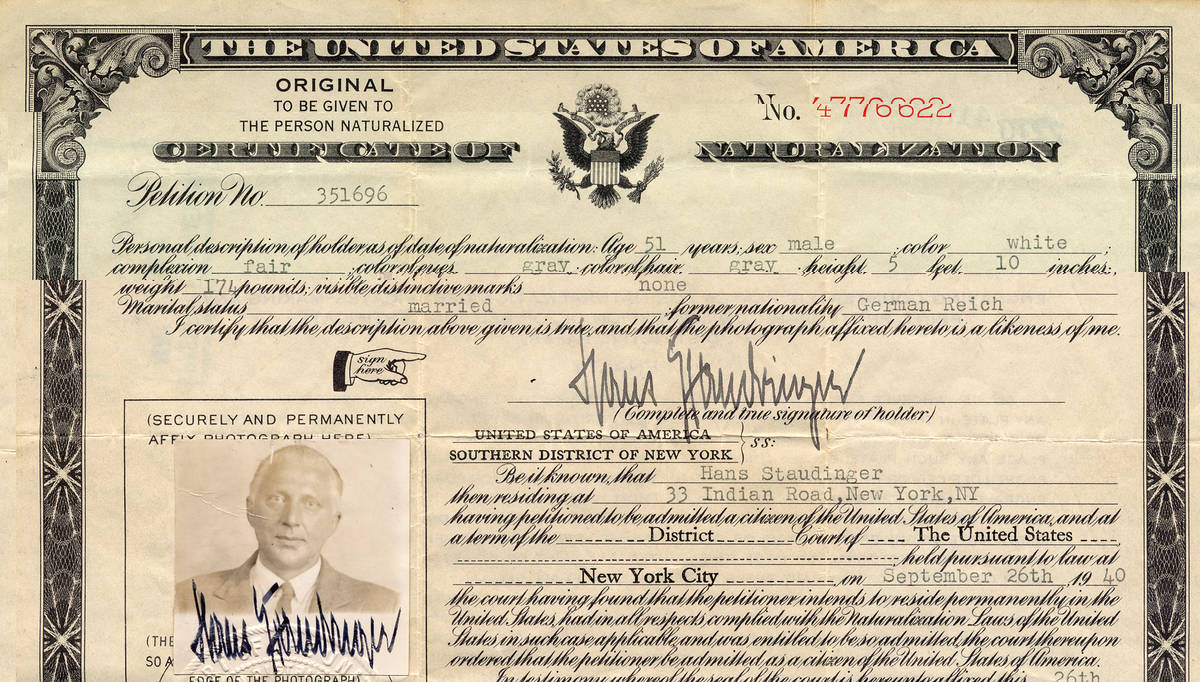 THE UNITED STATES OF AMERICA
ORIGINAL
TO BE GIVEN TO
THE PERSON NATURALIZED
No. 4776622
CERTIFICATE OF NATURALIZATION
Petition No. 351696
Personal description of holder as of date of naturalization: Age 51 years; sex male ; color white ;
complexion fair ; color of eyes gray ; color of hair gray ; height 5 feet 10 inches;
weight 174 pounds; visible distinctive marks none
Marital status married ; former nationality German Reich
I certify that the description above given is true, and that the photograph affixed hereto is a likeness of me.
sign
here
Hans Staudinger
(Complete and true signature of holder)
(SECURELY AND PERMANENTLY
AFFIX PHOTOGRAPH HERE)
UNITED STATES OF AMERICA
SOUTHERN DISTRICT OF NEW YORK } ss:
Be it known, that Hans Staudinger
then residing at 33 Indian Road, New York, NY
having petitioned to be admitted a citizen of the United States of America, and at
a term of the District Court of The United States
held pursuant to law at
New York City on September 26th 1940
the court having found that the petitioner intends to reside permanently in the
United States, had in all respects complied with the Naturalization Laws of the United
States in such case applicable, and was entitled to be so admitted, the court thereupon
ordered that the petitioner be admitted as a citizen of the United States of America.
In testimony whereof the seal of the court is hereunto affixed this 26th
Hans Staudinger
(THE
SO A
EDGE OF THE PHOTOGRAPH)